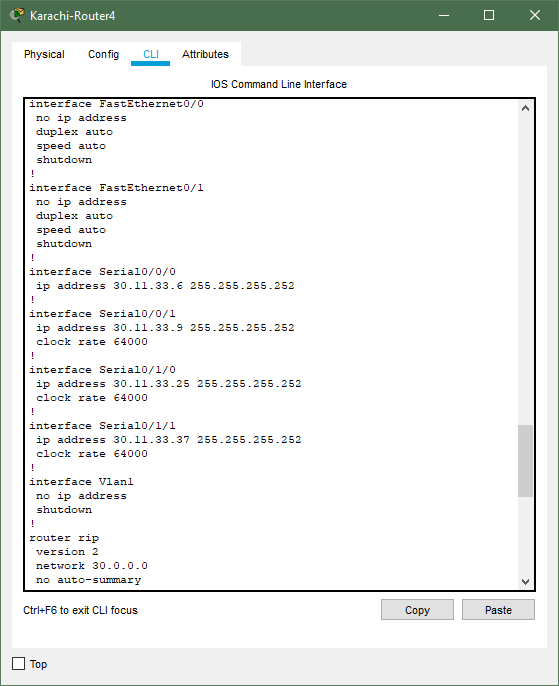 Karachi-Router4
Physical Config CLI Attributes
IOS Command Line Interface
interface FastEthernet0/0
 no ip address
 duplex auto
 speed auto
 shutdown
!
interface FastEthernet0/1
 no ip address
 duplex auto
 speed auto
 shutdown
!
interface Serial0/0/0
 ip address 30.11.33.6 255.255.255.252
!
interface Serial0/0/1
 ip address 30.11.33.9 255.255.255.252
 clock rate 64000
!
interface Serial0/1/0
 ip address 30.11.33.25 255.255.255.252
 clock rate 64000
!
interface Serial0/1/1
 ip address 30.11.33.37 255.255.255.252
 clock rate 64000
!
interface Vlan1
 no ip address
 shutdown
!
router rip
 version 2
 network 30.0.0.0
 no auto-summary
Ctrl+F6 to exit CLI focus Copy Paste
Top